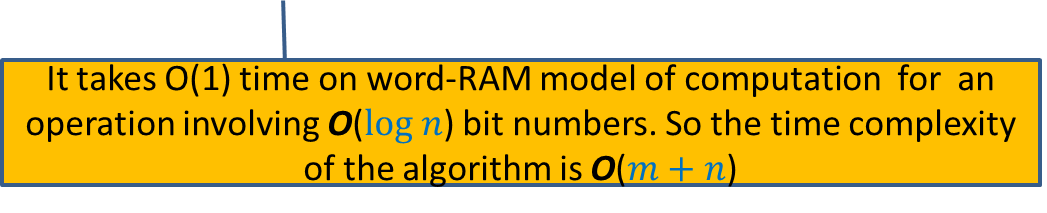 It takes O(1) time on word-RAM model of computation for an
operation involving O(log n) bit numbers. So the time complexity
of the algorithm is O(m + n)